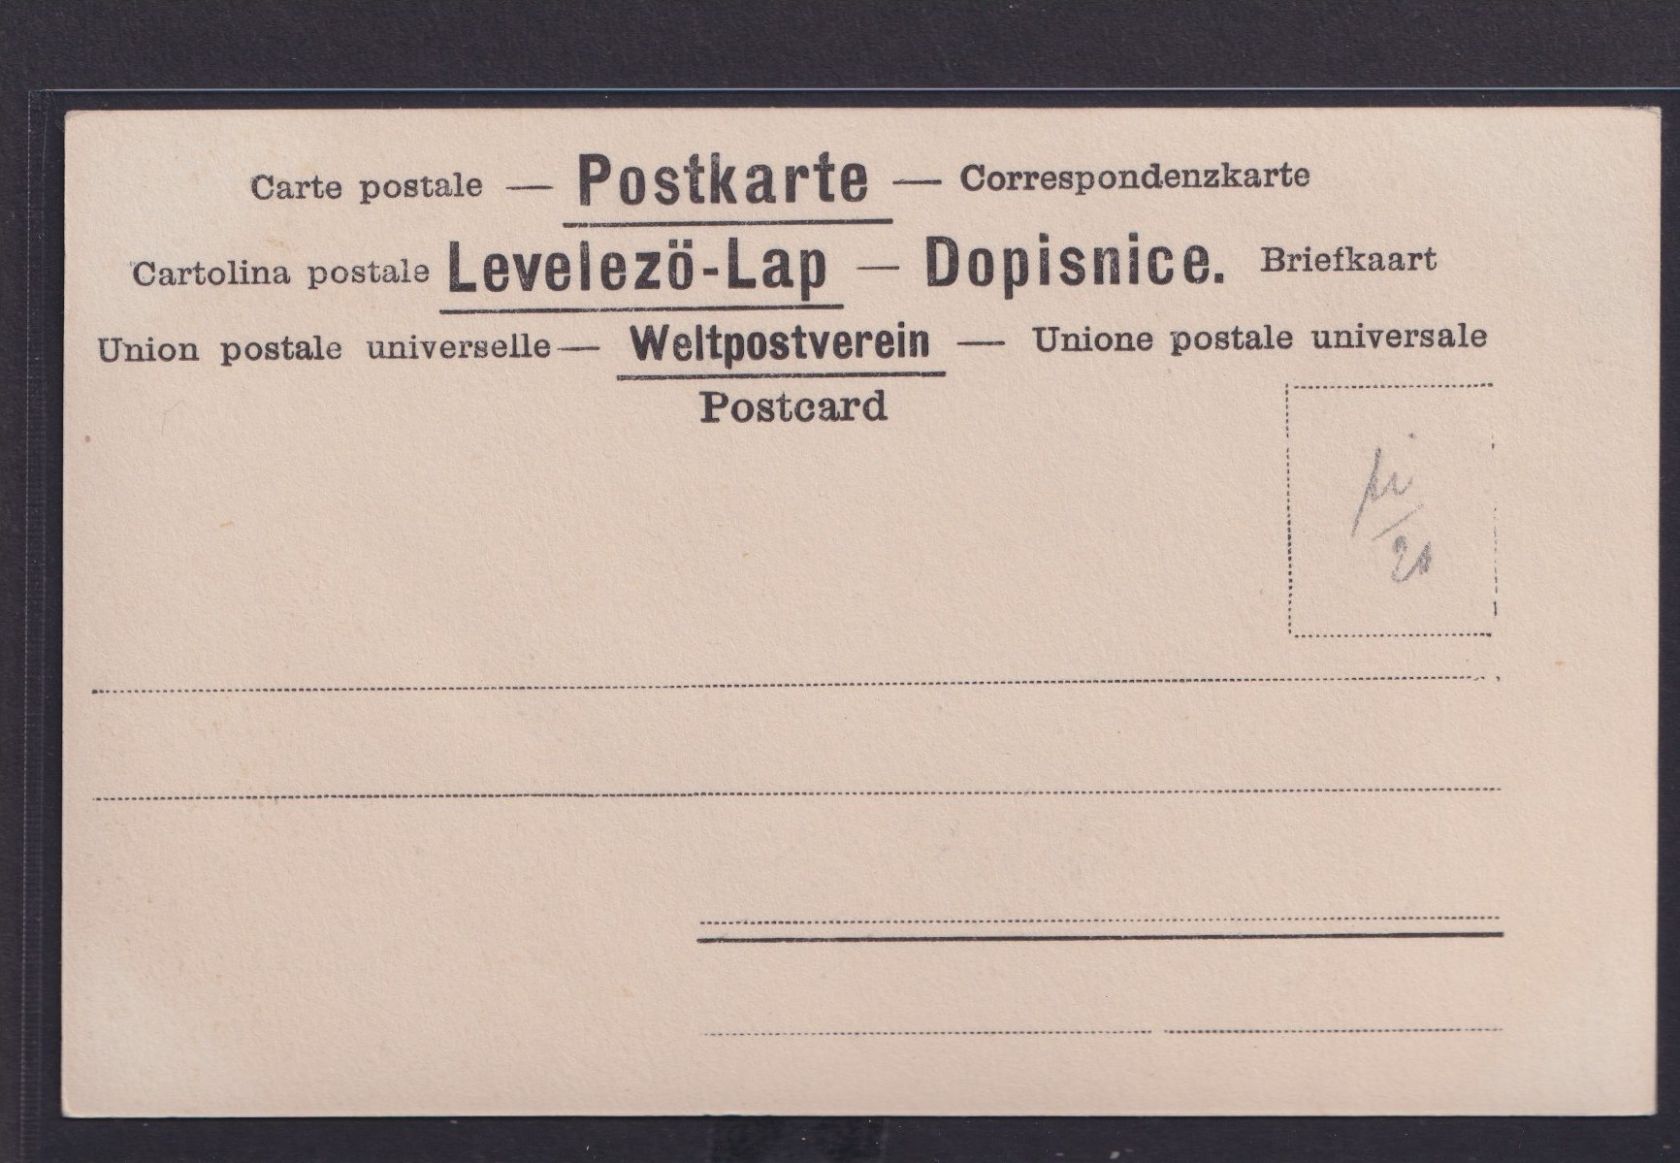 Carte postale — Postkarte — Correspondenzkarte
Cartolina postale Levelezö-Lap — Dopisnice. Briefkaart
Union postale universelle — Weltpostverein — Unione postale universale
Postcard